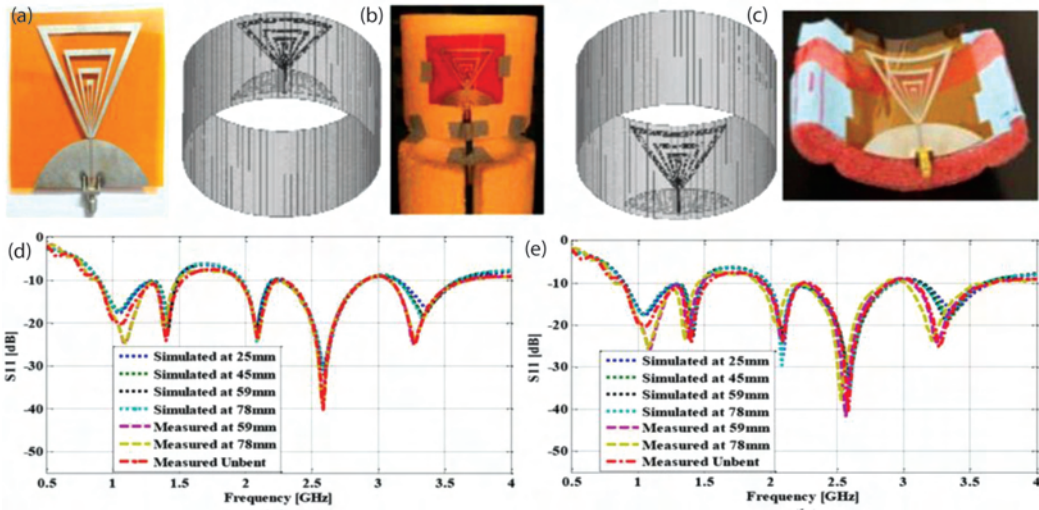 (a)
(b)
(c)
(d)
0
-10
-20
-30
-40
-50
S11 [dB]
Simulated at 25mm
Simulated at 45mm
Simulated at 59mm
Simulated at 78mm
Measured at 59mm
Measured at 78mm
Measured Unbent
0.5
1
1.5
2
2.5
3
3.5
4
Frequency [GHz]
(e)
0
-10
-20
-30
-40
-50
S11 [dB]
Simulated at 25mm
Simulated at 45mm
Simulated at 59mm
Simulated at 78mm
Measured at 59mm
Measured at 78mm
Measured Unbent
0.5
1
1.5
2
2.5
3
3.5
4
Frequency [GHz]